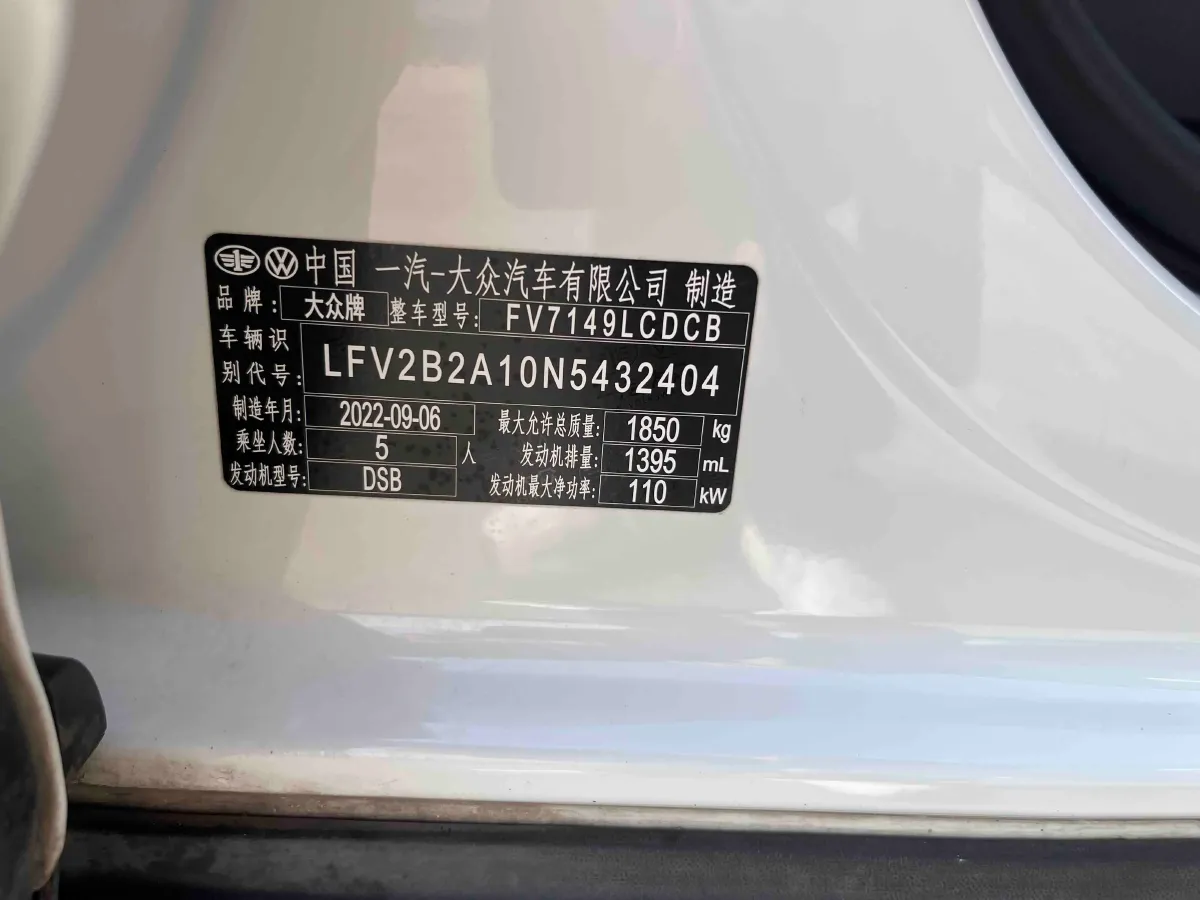 中国 一汽-大众汽车有限公司 制造
品牌: 大众牌 整车型号: FV7149LCDCB
车辆识别代号: LFV2B2A10N5432404
制造年月: 2022-09-06 最大允许总质量: 1850 kg
乘坐人数: 5 人 发动机排量: 1395 mL
发动机型号: DSB 发动机最大净功率: 110 kW